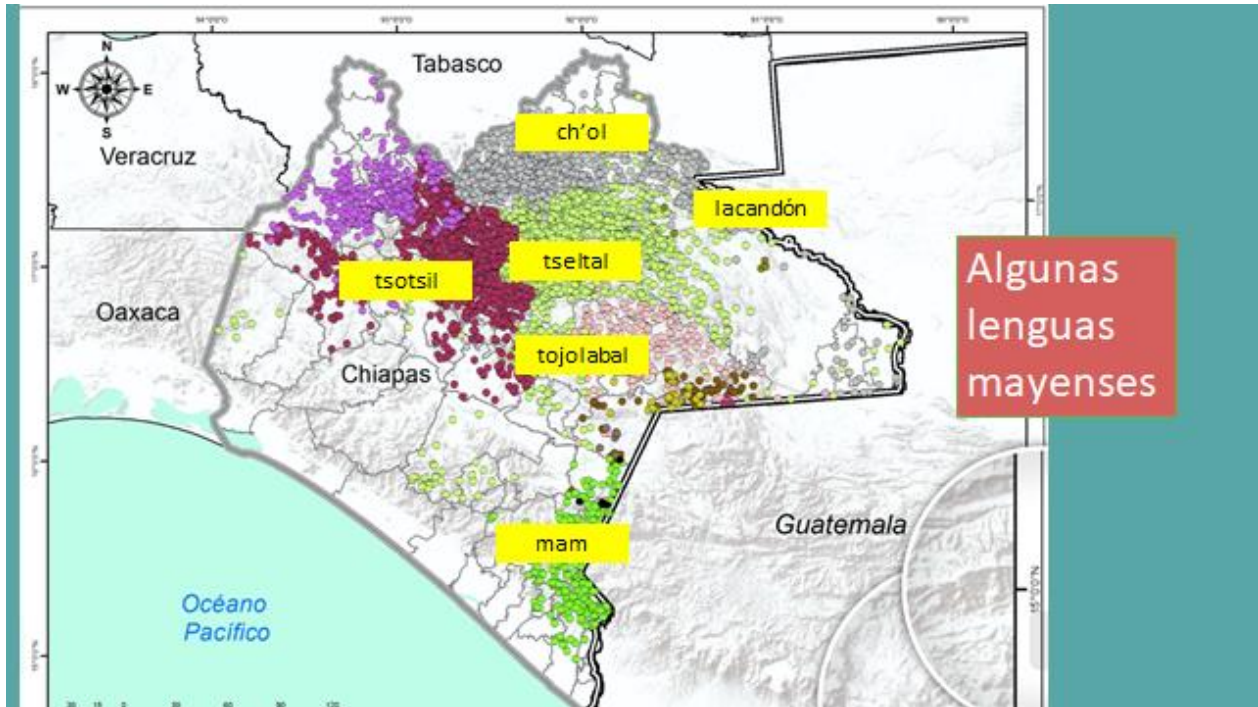 N
W E
S
Tabasco
Veracruz
ch'ol
lacandón
tseltal
tsotsil
Oaxaca
tojolabal
Chiapas
Algunas
lenguas
mayenses
mam
Guatemala
Océano
Pacífico